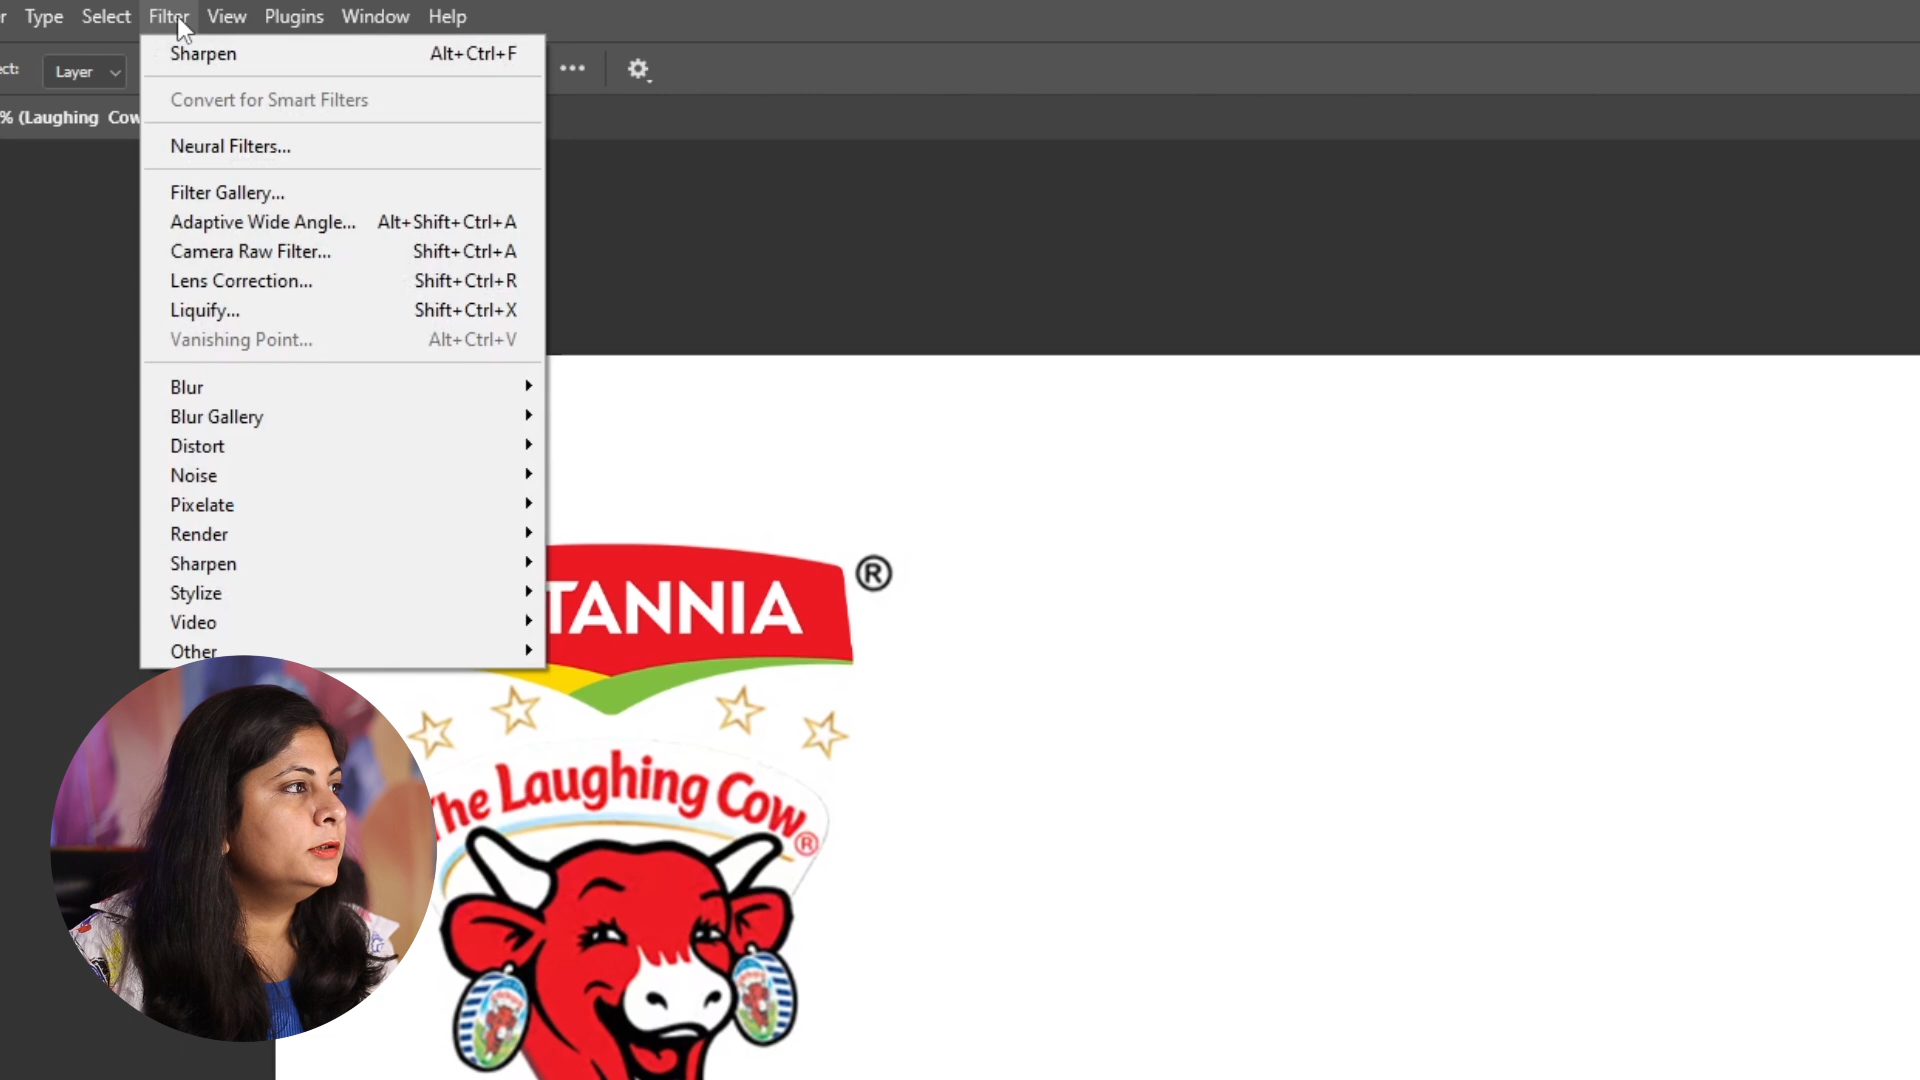 Type Select Filter View Plugins Window Help
Layer
% (Laughing Cow
Sharpen Alt+Ctrl+F
Convert for Smart Filters
Neural Filters...
Filter Gallery...
Adaptive Wide Angle... Alt+Shift+Ctrl+A
Camera Raw Filter... Shift+Ctrl+A
Lens Correction... Shift+Ctrl+R
Liquify... Shift+Ctrl+X
Vanishing Point... Alt+Ctrl+V
Blur
Blur Gallery
Distort
Noise
Pixelate
Render
Sharpen
Stylize
Video
Other
TANNIA ®
The Laughing Cow ®